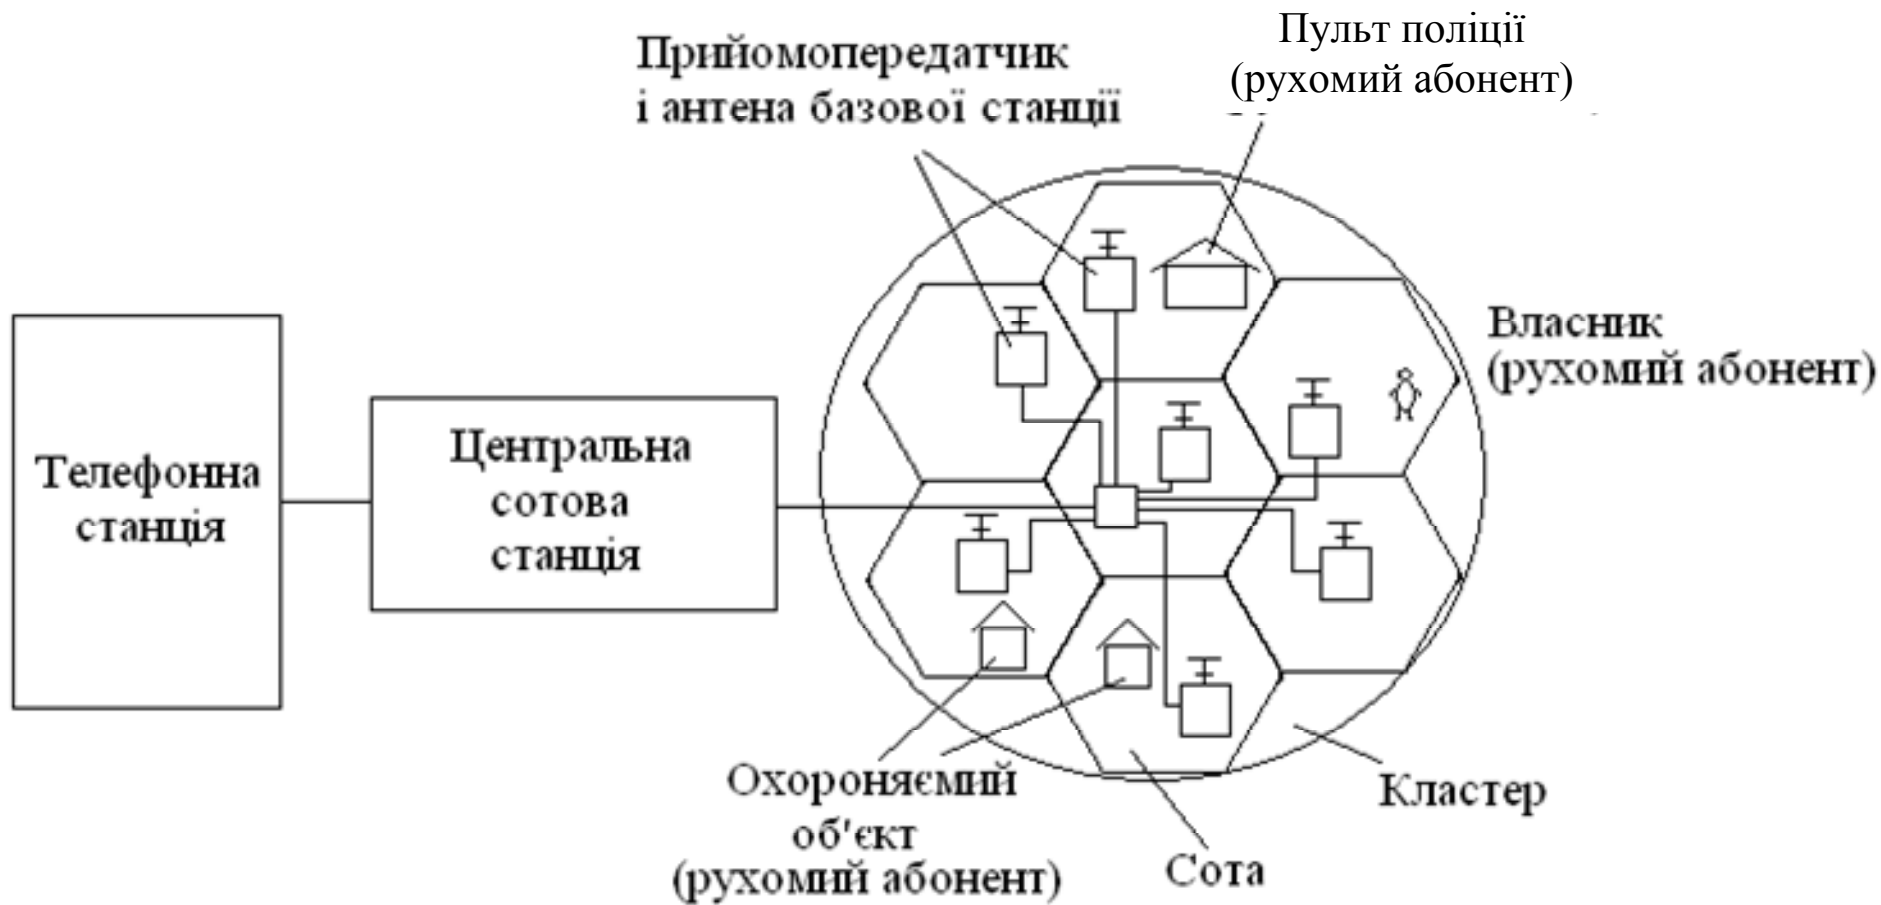 Пульт поліції
(рухомий абонент)
Прийомопередатчик
і антена базової станції
Власник
(рухомий абонент)
Телефонна
станція
Центральна
сотова
станція
Охороняємий
об'єкт
(рухомий абонент)
Кластер
Сота